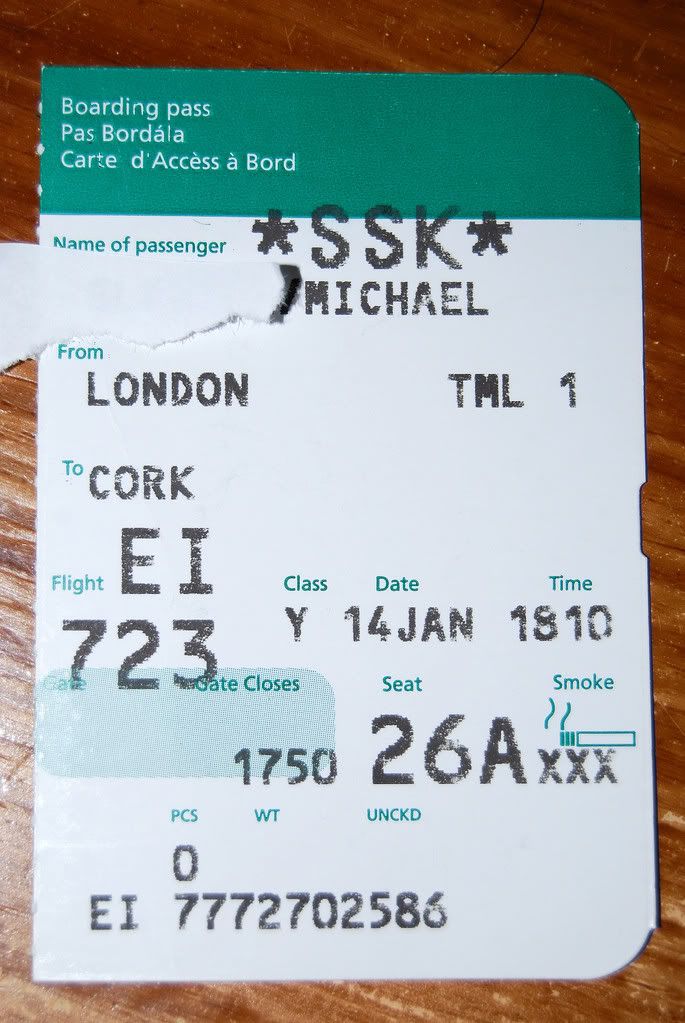 Boarding pass
Pas Bordála
Carte d'Accèss à Bord
*SSK*
Name of passenger
MICHAEL
From
LONDON TML 1
To CORK
EI
Flight Class Date Time
723 Y 14JAN 1810
Gate Gate Closes Seat Smoke
1750 26A XXX
PCS WT UNCKD
0
EI 7772702586